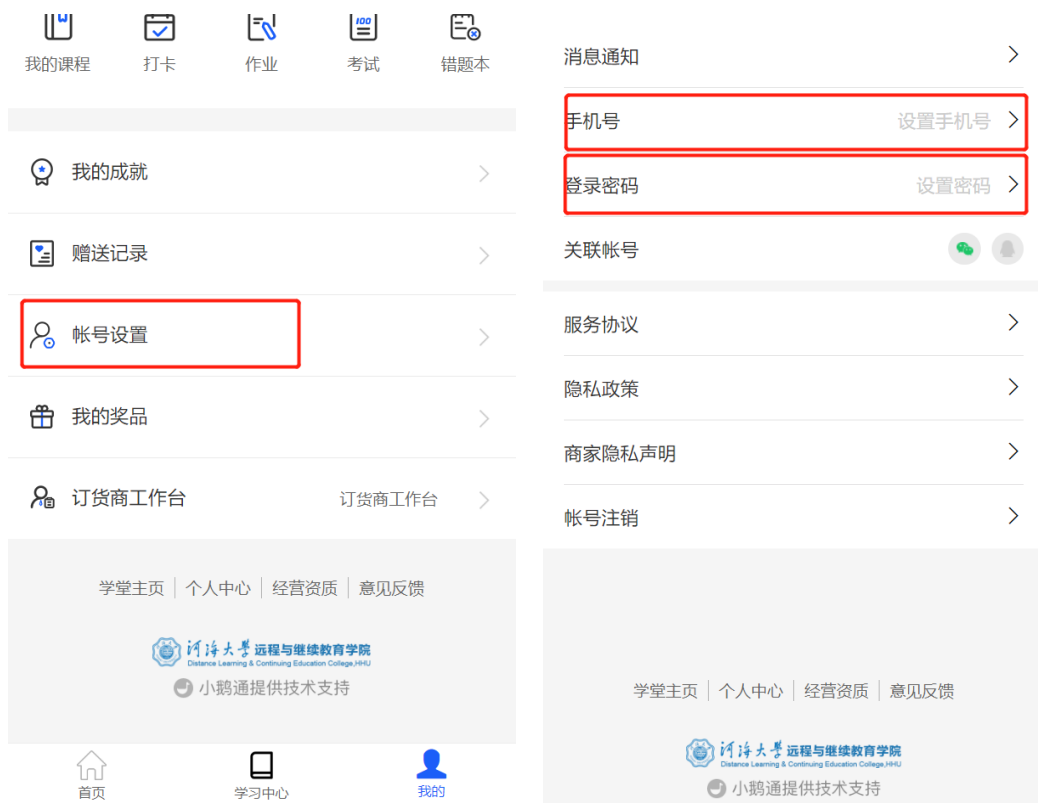 我的课程 打卡 作业 考试 错题本
我的成就
赠送记录
帐号设置
我的奖品
订货商工作台 订货商工作台
学堂主页 个人中心 经营资质 意见反馈
河海大学 远程与继续教育学院
Distance Learning & Continuing Education College,HHU
小鹅通提供技术支持
首页 学习中心 我的
消息通知
手机号 设置手机号
登录密码 设置密码
关联帐号
服务协议
隐私政策
商家隐私声明
帐号注销
学堂主页 个人中心 经营资质 意见反馈
河海大学 远程与继续教育学院
Distance Learning & Continuing Education College,HHU
小鹅通提供技术支持